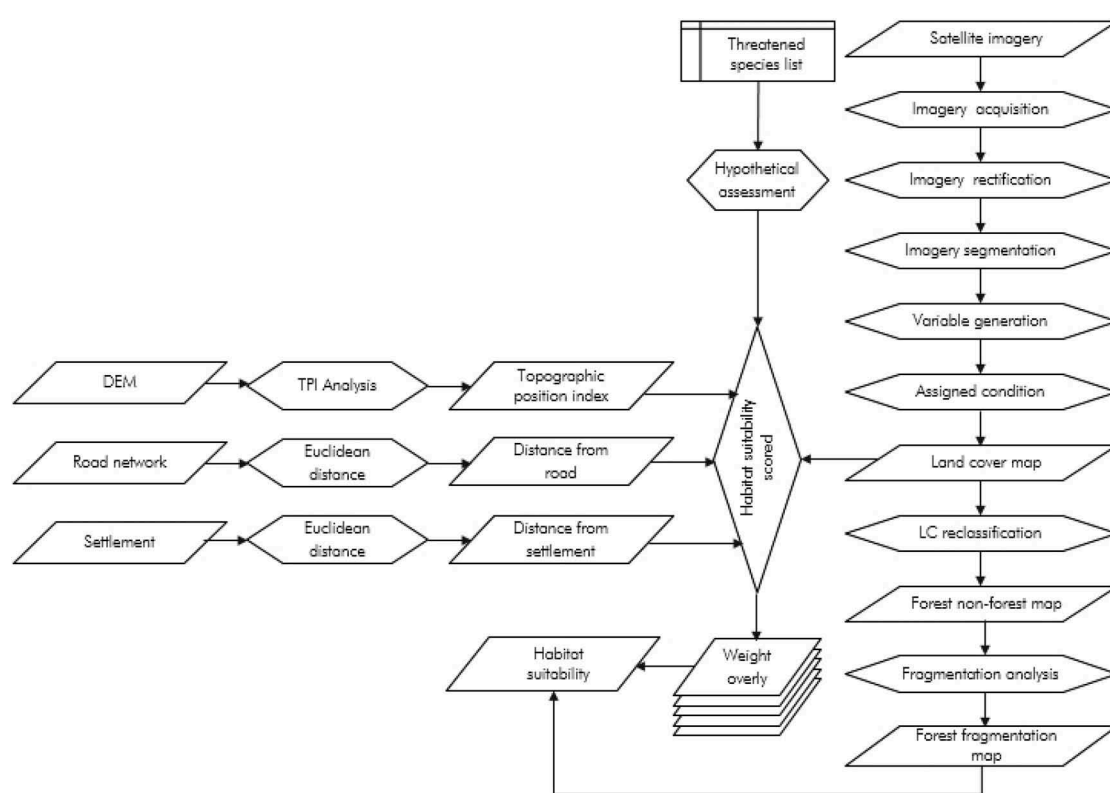 Threatened
species list
Satellite imagery
Imagery acquisition
Hypothetical
assessment
Imagery rectification
Imagery segmentation
Variable generation
DEM
TPI Analysis
Topographic
position index
Assigned condition
Road network
Euclidean
distance
Distance from
road
Habitat suitability
scored
Land cover map
Settlement
Euclidean
distance
Distance from
settlement
LC reclassification
Forest non-forest map
Habitat
suitability
Weight
overly
Fragmentation analysis
Forest fragmentation
map